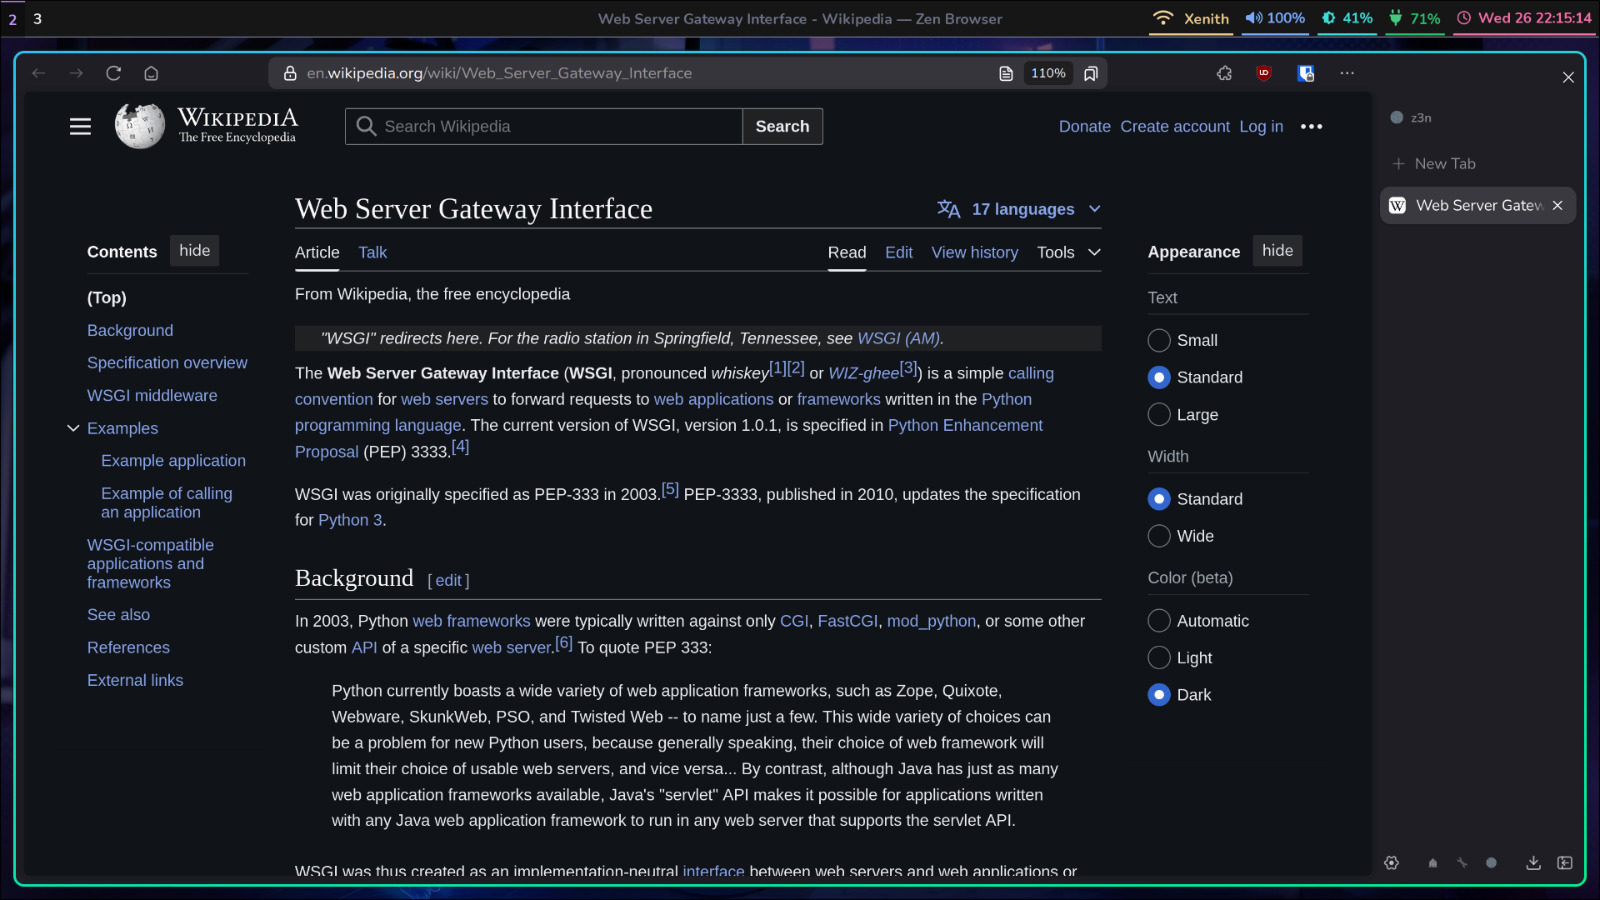 2 3 Web Server Gateway Interface - Wikipedia — Zen Browser Xenith 100% 41% 71% Wed 26 22:15:14
en.wikipedia.org/wiki/Web_Server_Gateway_Interface 110%
WIKIPEDIA
The Free Encyclopedia
Search Wikipedia Search
Donate Create account Log in
z3n
New Tab
Web Server Gatew
Contents hide
(Top)
Background
Specification overview
WSGI middleware
Examples
Example application
Example of calling
an application
WSGI-compatible
applications and
frameworks
See also
References
External links
Web Server Gateway Interface 17 languages
Article Talk Read Edit View history Tools
From Wikipedia, the free encyclopedia
"WSGI" redirects here. For the radio station in Springfield, Tennessee, see WSGI (AM).
The Web Server Gateway Interface (WSGI, pronounced whiskey[1][2] or WIZ-ghee[3]) is a simple calling
convention for web servers to forward requests to web applications or frameworks written in the Python
programming language. The current version of WSGI, version 1.0.1, is specified in Python Enhancement
Proposal (PEP) 3333.[4]
WSGI was originally specified as PEP-333 in 2003.[5] PEP-3333, published in 2010, updates the specification
for Python 3.
Background [ edit ]
In 2003, Python web frameworks were typically written against only CGI, FastCGI, mod_python, or some other
custom API of a specific web server.[6] To quote PEP 333:
Python currently boasts a wide variety of web application frameworks, such as Zope, Quixote,
Webware, SkunkWeb, PSO, and Twisted Web -- to name just a few. This wide variety of choices can
be a problem for new Python users, because generally speaking, their choice of web framework will
limit their choice of usable web servers, and vice versa... By contrast, although Java has just as many
web application frameworks available, Java's "servlet" API makes it possible for applications written
with any Java web application framework to run in any web server that supports the servlet API.
WSGI was thus created as an implementation-neutral interface between web servers and web applications or
Appearance hide
Text
Small
Standard
Large
Width
Standard
Wide
Color (beta)
Automatic
Light
Dark